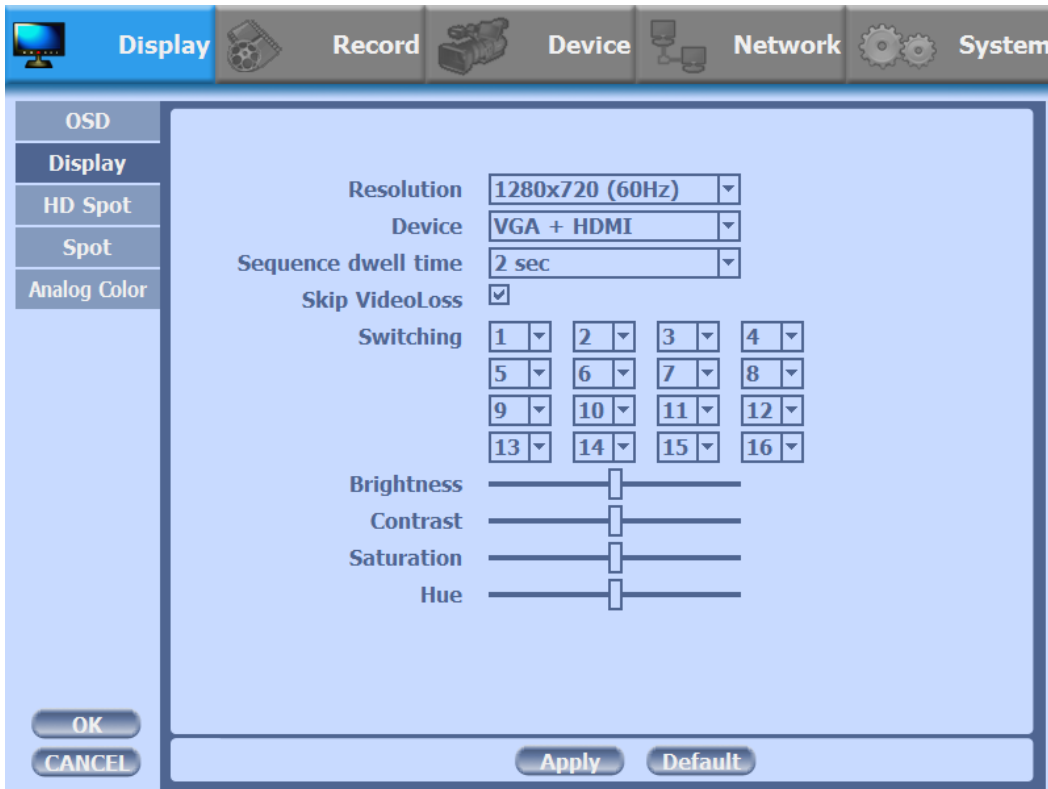 Display Record Device Network System
OSD
Display
HD Spot
Spot
Analog Color
Resolution 1280x720 (60Hz)
Device VGA + HDMI
Sequence dwell time 2 sec
Skip VideoLoss
Switching 1 2 3 4
5 6 7 8
9 10 11 12
13 14 15 16
Brightness
Contrast
Saturation
Hue
OK
CANCEL
Apply Default